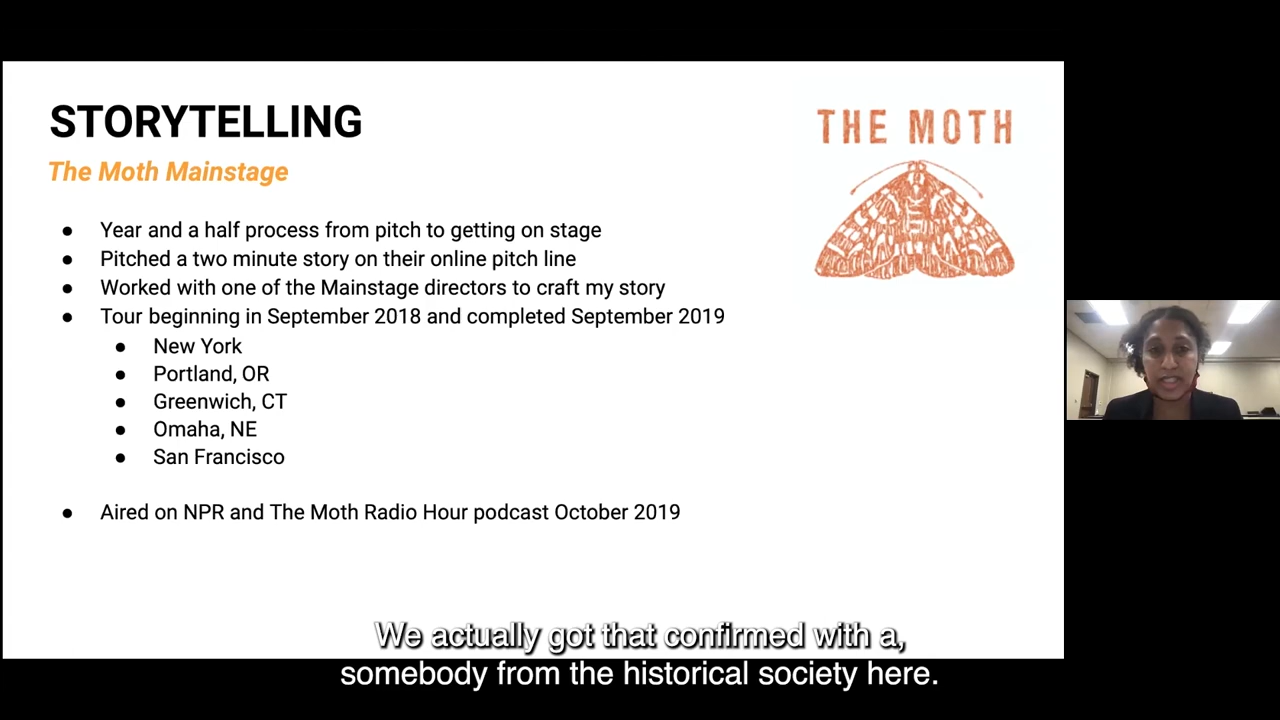 STORYTELLING
The Moth Mainstage
THE MOTH
● Year and a half process from pitch to getting on stage
● Pitched a two minute story on their online pitch line
● Worked with one of the Mainstage directors to craft my story
● Tour beginning in September 2018 and completed September 2019
● New York
● Portland, OR
● Greenwich, CT
● Omaha, NE
● San Francisco
● Aired on NPR and The Moth Radio Hour podcast October 2019
We actually got that confirmed with a,
somebody from the historical society here.